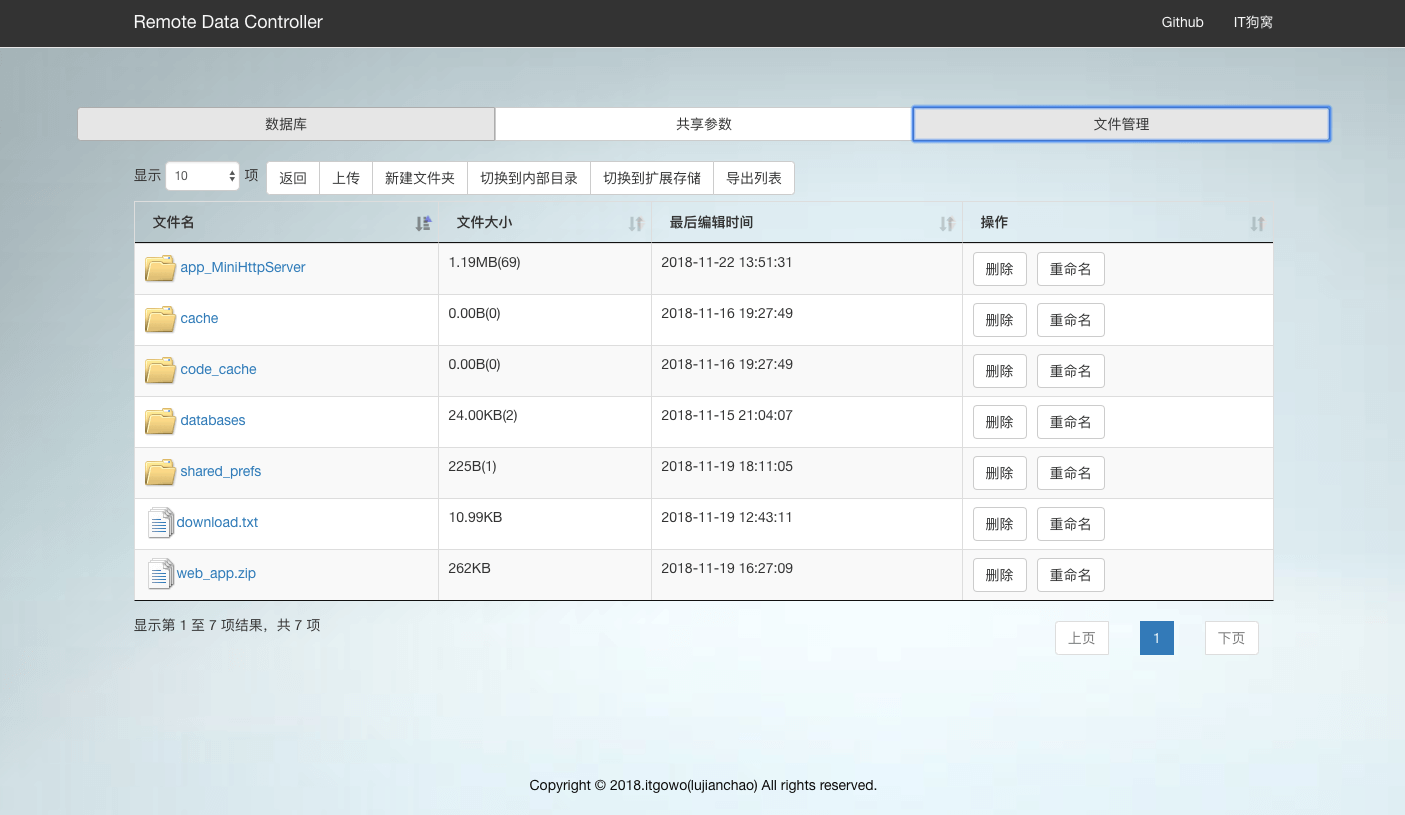 Remote Data Controller Github IT狗窝
数据库 共享参数 文件管理
显示 10 项 返回 上传 新建文件夹 切换到内部目录 切换到扩展存储 导出列表
文件名 文件大小 最后编辑时间 操作
app_MiniHttpServer 1.19MB(69) 2018-11-22 13:51:31 删除 重命名
cache 0.00B(0) 2018-11-16 19:27:49 删除 重命名
code_cache 0.00B(0) 2018-11-16 19:27:49 删除 重命名
databases 24.00KB(2) 2018-11-15 21:04:07 删除 重命名
shared_prefs 225B(1) 2018-11-19 18:11:05 删除 重命名
download.txt 10.99KB 2018-11-19 12:43:11 删除 重命名
web_app.zip 262KB 2018-11-19 16:27:09 删除 重命名
显示第 1 至 7 项结果，共 7 项 上页 1 下页
Copyright © 2018.itgowo(lujianchao) All rights reserved.